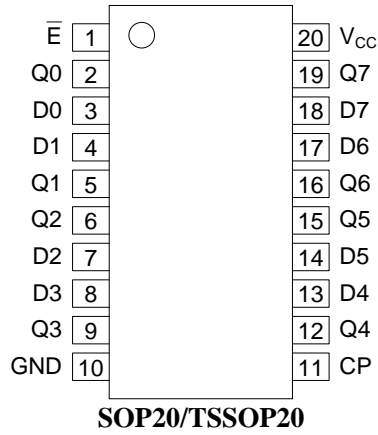 E̅ 1 20 VCC
Q0 2 19 Q7
D0 3 18 D7
D1 4 17 D6
Q1 5 16 Q6
Q2 6 15 Q5
D2 7 14 D5
D3 8 13 D4
Q3 9 12 Q4
GND 10 11 CP
SOP20/TSSOP20